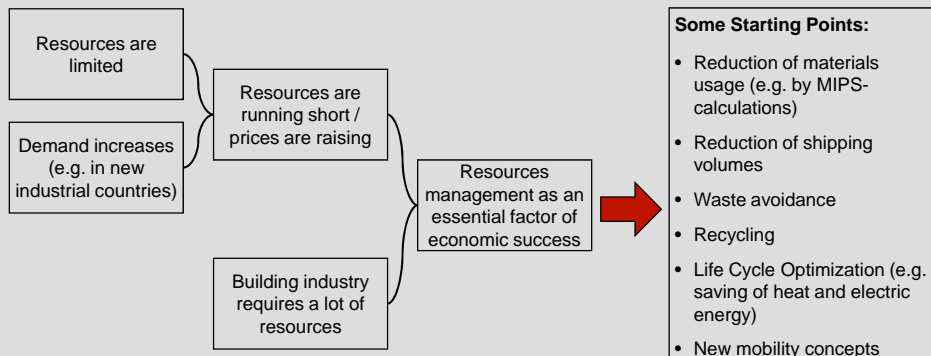 Resources are
limited
Demand increases
(e.g. in new
industrial countries)
Resources are
running short /
prices are raising
Building industry
requires a lot of
resources
Resources
management as an
essential factor of
economic success
Some Starting Points:
• Reduction of materials
usage (e.g. by MIPS-
calculations)
• Reduction of shipping
volumes
• Waste avoidance
• Recycling
• Life Cycle Optimization (e.g.
saving of heat and electric
energy)
• New mobility concepts